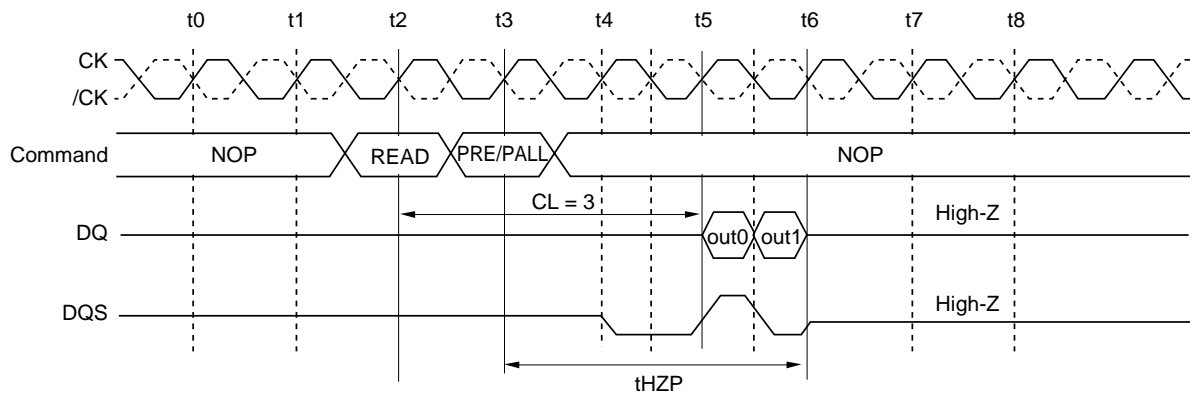 t0 t1 t2 t3 t4 t5 t6 t7 t8
CK
/CK
Command NOP READ PRE/PALL NOP
CL = 3
DQ out0 out1 High-Z
DQS High-Z
tHZP